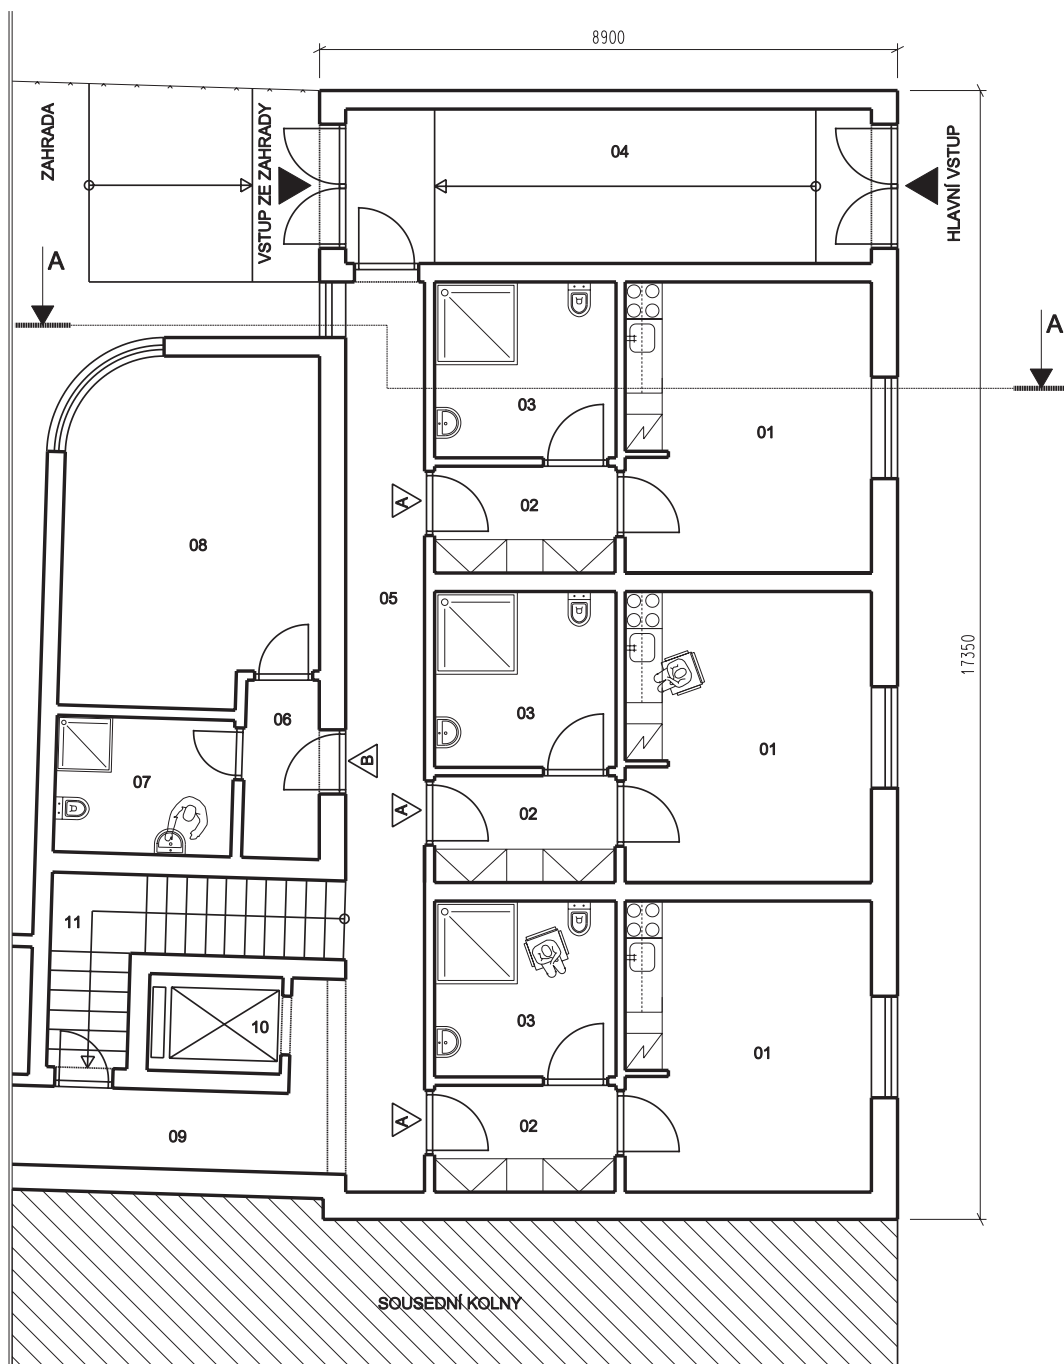 8900
ZAHRADA
VSTUP ZE ZAHRADY
04
HLAVNÍ VSTUP
A
A
03
01
02
A
08
05
17350
06
03
01
B
07
02
A
11
10
03
01
09
A
02
SOUSEDNÍ KOLNY